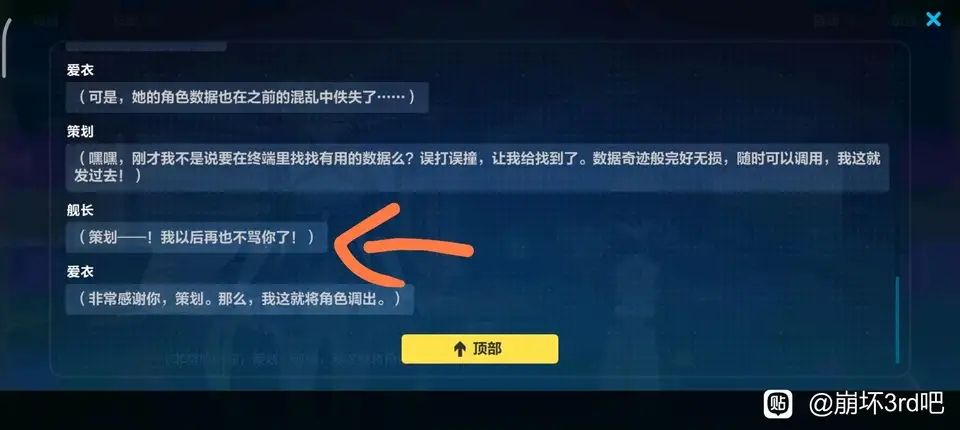 爱衣
（可是，她的角色数据也在之前的混乱中佚失了……）
策划
（嘿嘿，刚才我不是说要在终端里找找有用的数据么？误打误撞，让我给找到了。数据奇迹般完好无损，随时可以调用，我这就
发过去！）
舰长
（策划——！我以后再也不骂你了！）
爱衣
（非常感谢你，策划。那么，我这就将角色调出。）
顶部
贴 @崩坏3rd吧